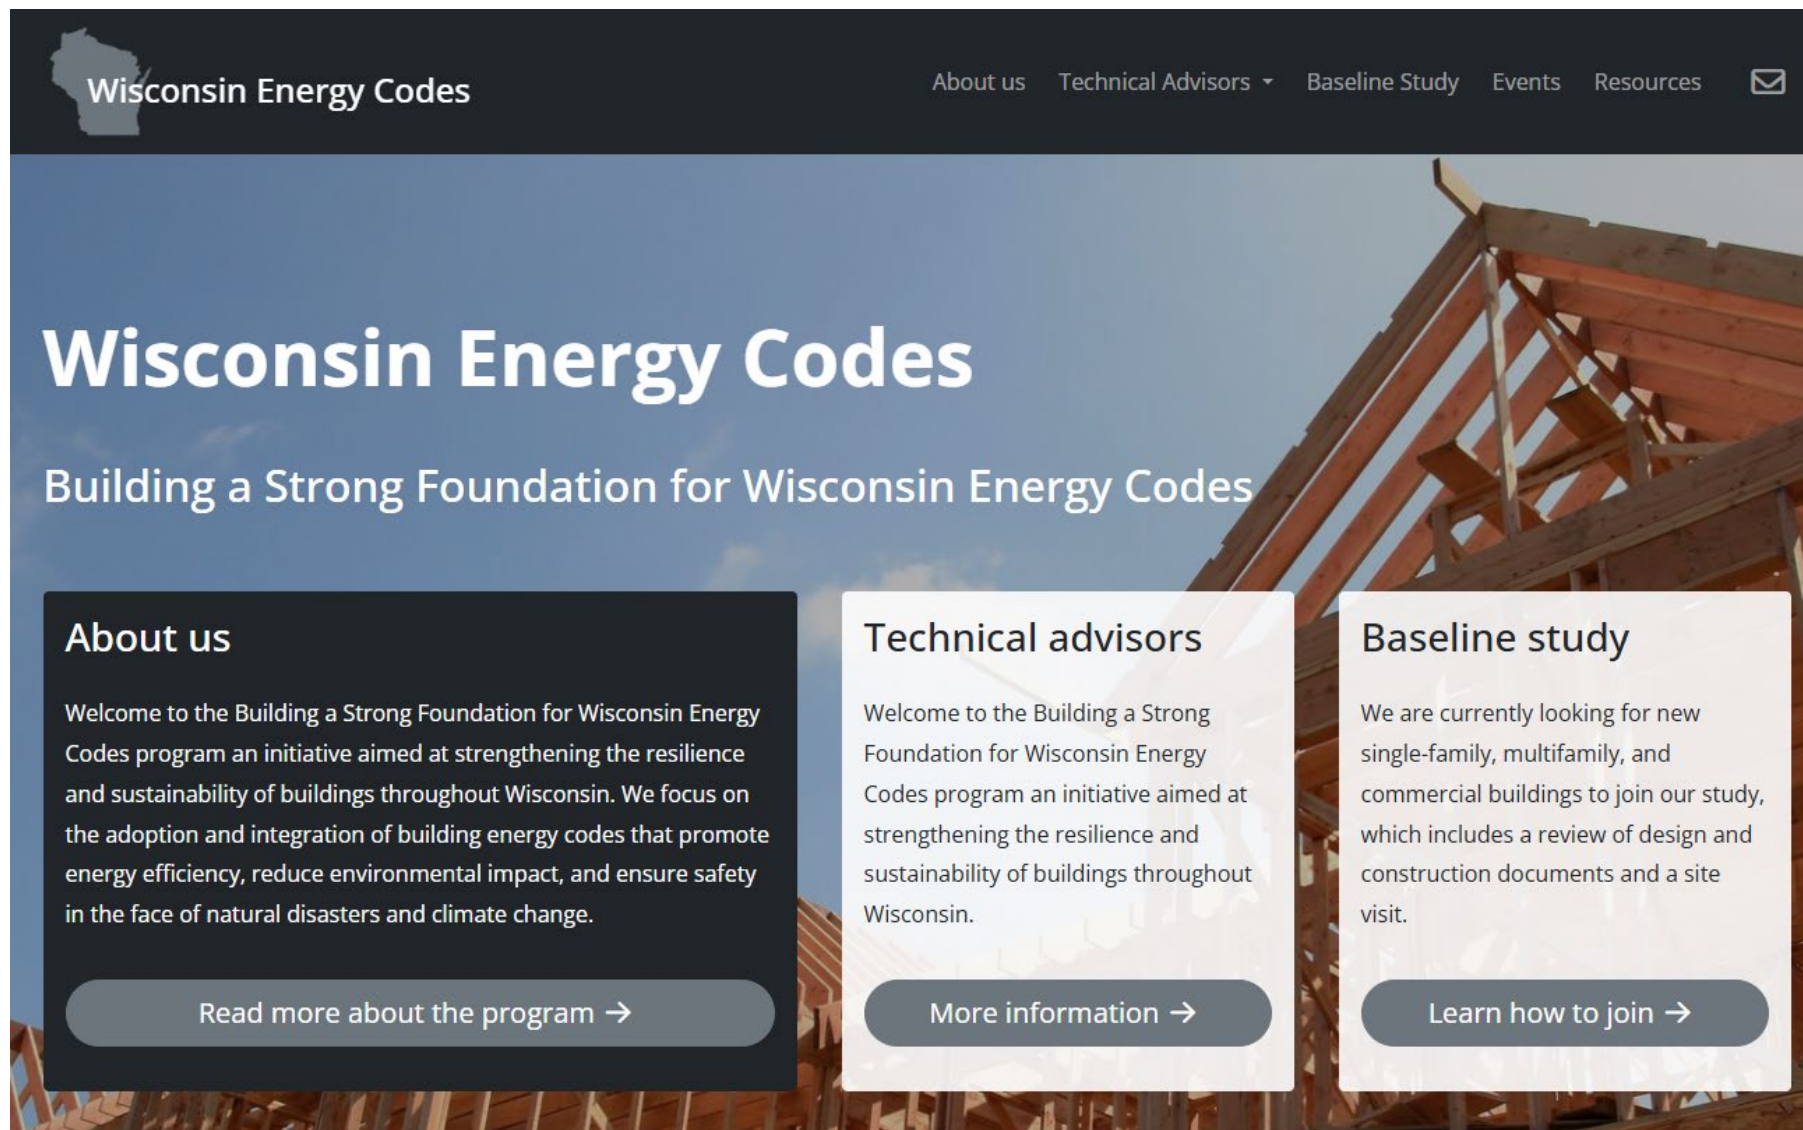 Wisconsin Energy Codes
About us Technical Advisors Baseline Study Events Resources
Wisconsin Energy Codes
Building a Strong Foundation for Wisconsin Energy Codes
About us
Welcome to the Building a Strong Foundation for Wisconsin Energy
Codes program an initiative aimed at strengthening the resilience
and sustainability of buildings throughout Wisconsin. We focus on
the adoption and integration of building energy codes that promote
energy efficiency, reduce environmental impact, and ensure safety
in the face of natural disasters and climate change.
Read more about the program →
Technical advisors
Welcome to the Building a Strong
Foundation for Wisconsin Energy
Codes program an initiative aimed at
strengthening the resilience and
sustainability of buildings throughout
Wisconsin.
More information →
Baseline study
We are currently looking for new
single-family, multifamily, and
commercial buildings to join our study,
which includes a review of design and
construction documents and a site
visit.
Learn how to join →